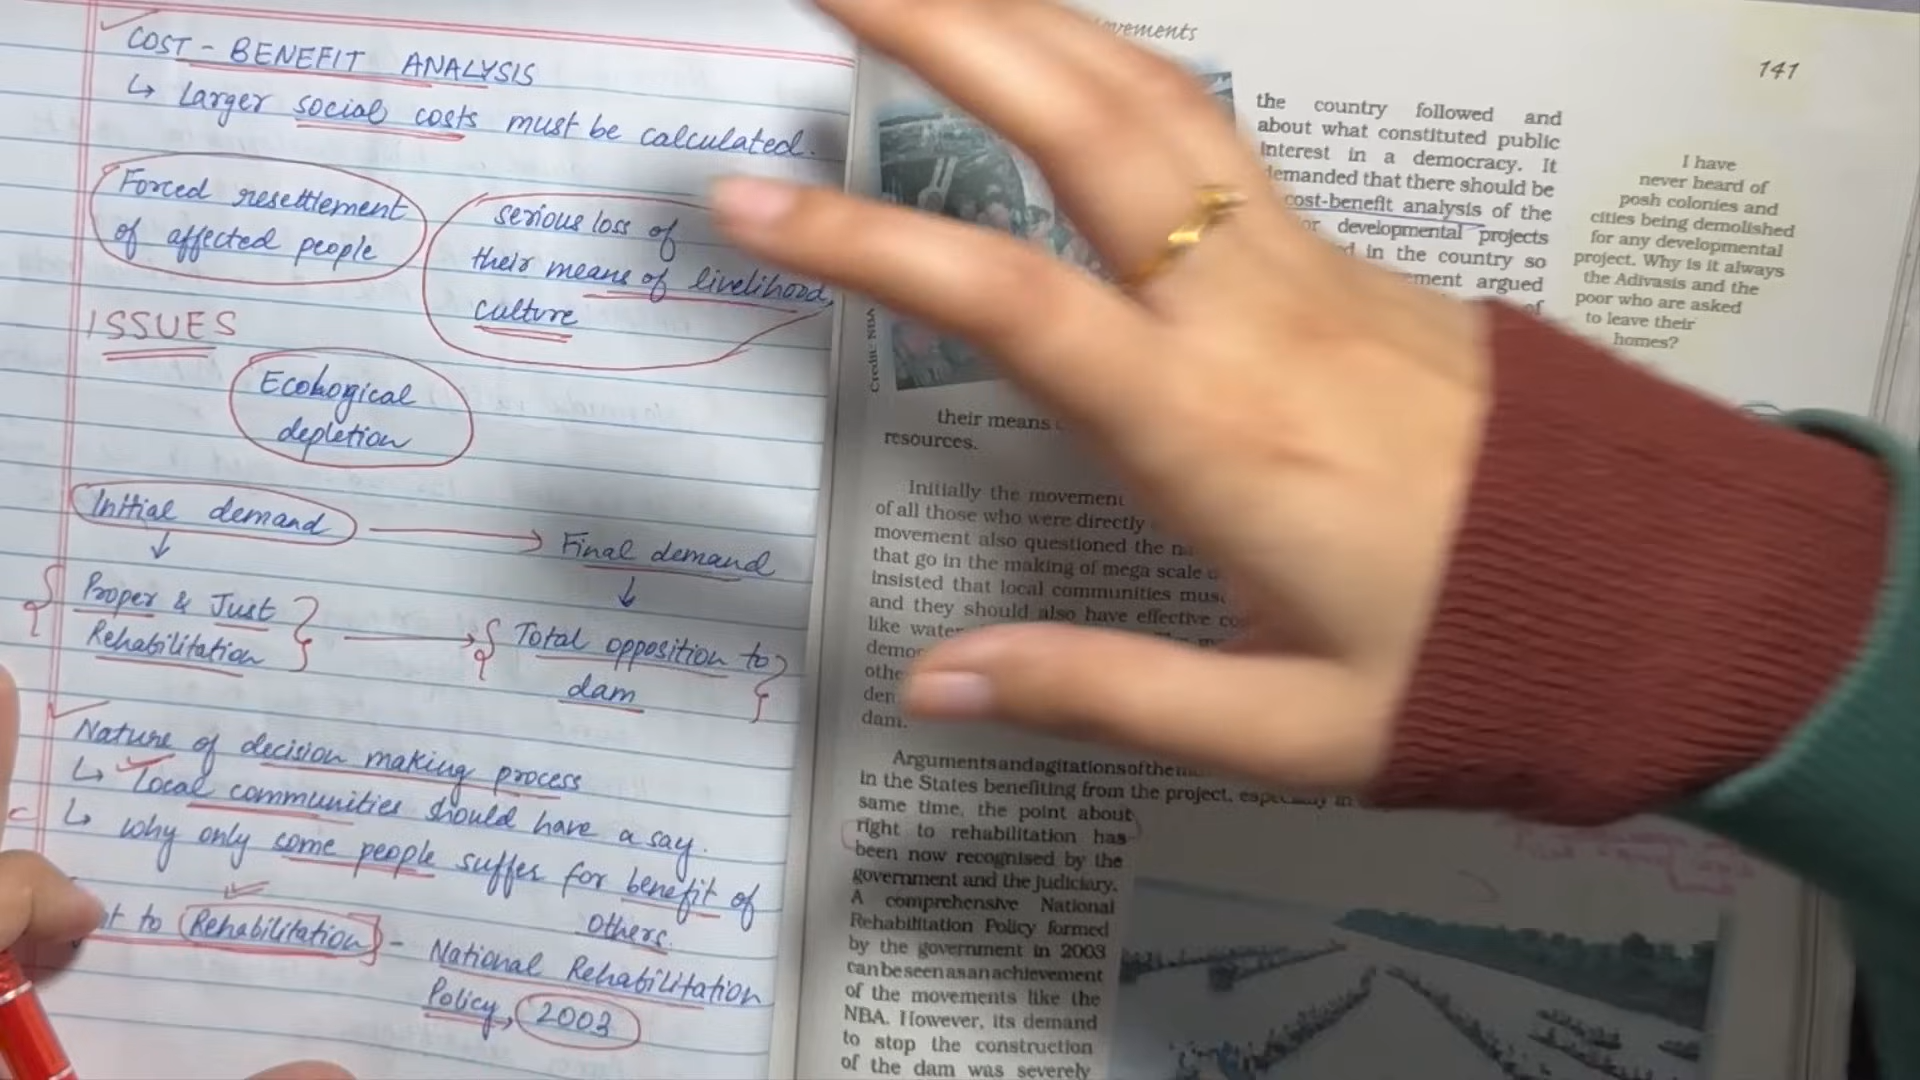 COST - BENEFIT ANALYSIS
↳ Larger social costs must be calculated.
Forced resettlement
of affected people
serious loss of
their means of livelihood,
culture
ISSUES
Ecological
depletion
Initial demand → Final demand
↓ ↓
{ Proper & Just
Rehabilitation } → { Total opposition to
dam }
Nature of decision making process
↳ Local communities should have a say.
↳ why only some people suffer for benefit of
others.
to Rehabilitation - National Rehabilitation
Policy, 2003
141
the country followed and
about what constituted public
interest in a democracy. It
demanded that there should be
cost-benefit analysis of the
developmental projects
in the country so
argued
of
I have
never heard of
posh colonies and
cities being demolished
for any developmental
project. Why is it always
the Adivasis and the
poor who are asked
to leave their
homes?
Credit: NBA
their means
resources.
Initially the movement
of all those who were directly
movement also questioned the
that go in the making of mega scale
insisted that local communities
and they should also have effective
like
dam.
Arguments and agitations of the
in the States benefiting from the project, especially in
same time, the point about
right to rehabilitation has
been now recognised by the
government and the judiciary.
A comprehensive National
Rehabilitation Policy formed
by the government in 2003
can be seen as an achievement
of the movements like the
NBA. However, its demand
to stop the construction
of the dam was severely